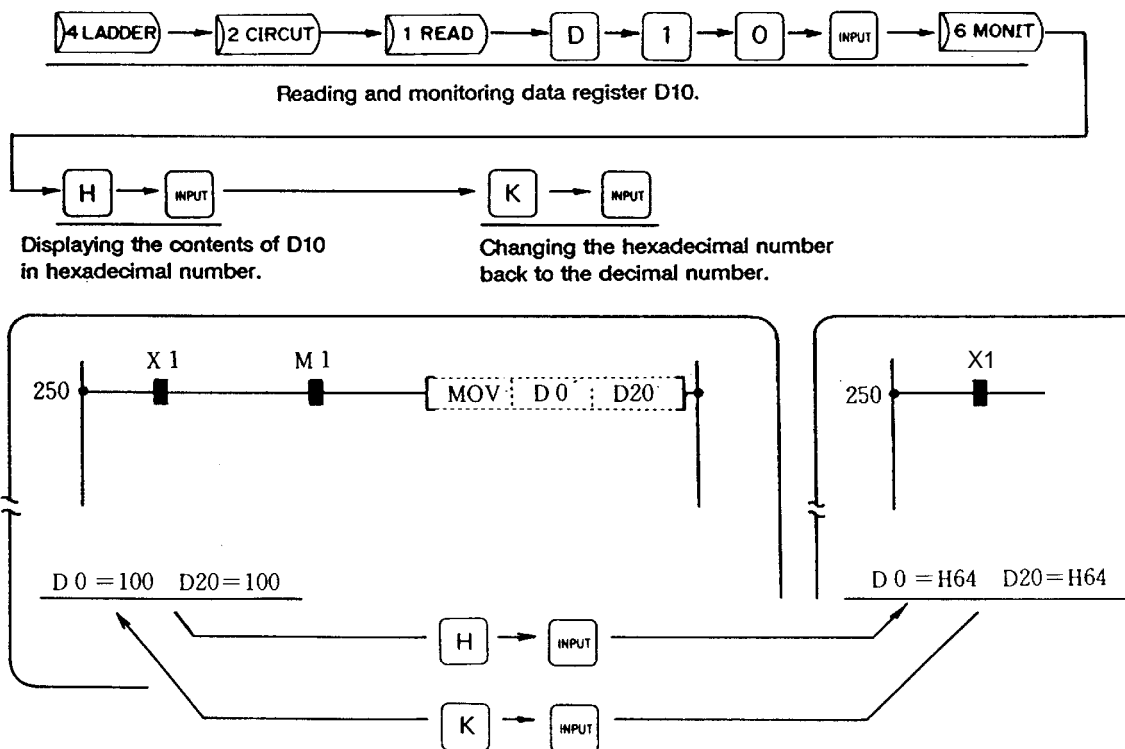 4 LADDER 2 CIRCUT 1 READ D 1 0 INPUT 6 MONIT
Reading and monitoring data register D10.
H INPUT K INPUT
Displaying the contents of D10
in hexadecimal number.
Changing the hexadecimal number
back to the decimal number.
X 1 M 1
250 MOV D 0 D20
X1
250
D 0 = 100 D20 = 100
D 0 = H64 D20 = H64
H INPUT
K INPUT